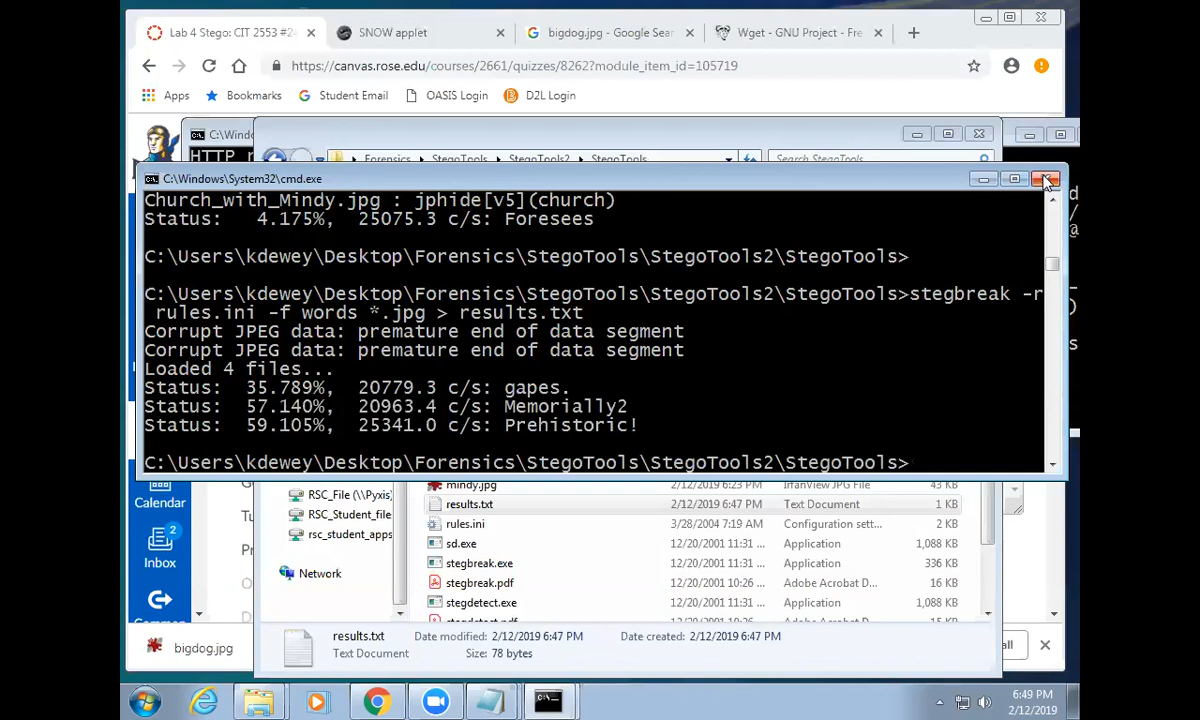 Lab 4 Stego: CIT 2553 #2
SNOW applet
bigdog.jpg - Google Sear
Wget - GNU Project - Fre
https://canvas.rose.edu/courses/2661/quizzes/8262?module_item_id=105719
Apps
Bookmarks
Student Email
OASIS Login
D2L Login
C:\Windo
HTTP r
Forensics
StegoTools
StegoTools2
StegoTools
Search StegoTools
C:\Windows\System32\cmd.exe
Church_with_Mindy.jpg : jphide[v5](church)
Status: 4.175%, 25075.3 c/s: Foresees
C:\Users\kdewey\Desktop\Forensics\StegoTools\StegoTools2\StegoTools>
C:\Users\kdewey\Desktop\Forensics\StegoTools\StegoTools2\StegoTools>stegbreak -r
rules.ini -f words *.jpg > results.txt
Corrupt JPEG data: premature end of data segment
Corrupt JPEG data: premature end of data segment
Loaded 4 files...
Status: 35.789%, 20779.3 c/s: gapes.
Status: 57.140%, 20963.4 c/s: Memorially2
Status: 59.105%, 25341.0 c/s: Prehistoric!
C:\Users\kdewey\Desktop\Forensics\StegoTools\StegoTools2\StegoTools>
Calendar
2
Inbox
RSC_File (\\Pyxis)
RSC_Student_file
rsc_student_apps
Network
mindy.jpg 2/12/2019 6:23 PM IrfanView JPG File 43 KB
results.txt 2/12/2019 6:47 PM Text Document 1 KB
rules.ini 3/28/2004 7:19 AM Configuration sett... 2 KB
sd.exe 12/20/2001 11:31 ... Application 1,088 KB
stegbreak.exe 12/20/2001 11:31 ... Application 336 KB
stegbreak.pdf 12/20/2001 10:26 ... Adobe Acrobat D... 16 KB
stegdetect.exe 12/20/2001 11:31 ... Application 1,088 KB
results.txt Date modified: 2/12/2019 6:47 PM Date created: 2/12/2019 6:47 PM
Text Document Size: 78 bytes
bigdog.jpg
6:49 PM
2/12/2019